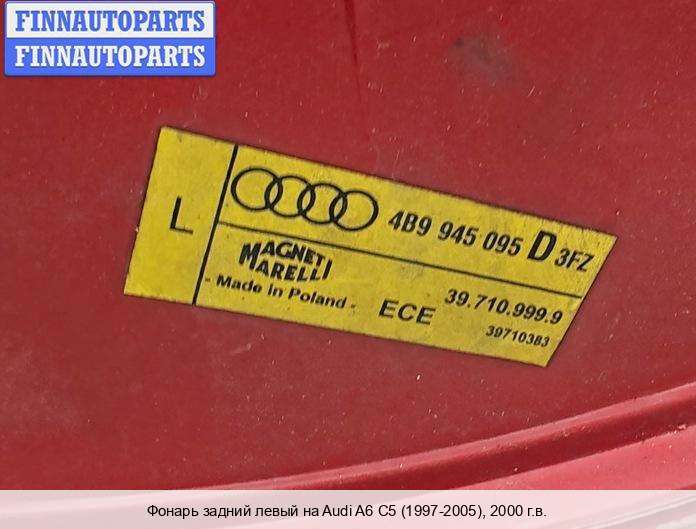 FINNAUTOPARTS
FINNAUTOPARTS
L
4B9 945 095 D 3FZ
MAGNETI
MARELLI
- Made in Poland -
ECE
39.710.999.9
39710383
Фонарь задний левый на Audi A6 C5 (1997-2005), 2000 г.в.